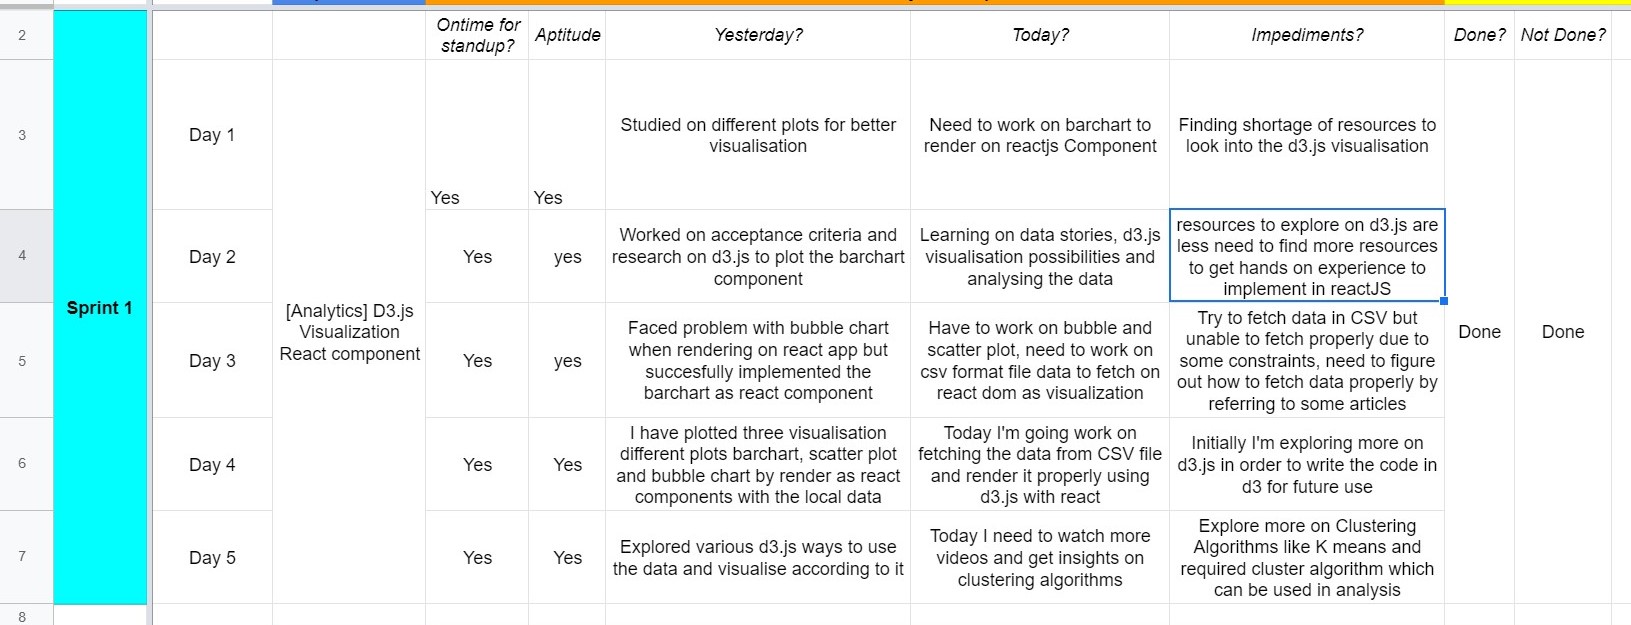 2
Ontime for
standup?
Aptitude
Yesterday?
Today?
Impediments?
Done?
Not Done?
3
Day 1
Yes
Yes
Studied on different plots for better
visualisation
Need to work on barchart to
render on reactjs Component
Finding shortage of resources to
look into the d3.js visualisation
4
Day 2
Yes
yes
Worked on acceptance criteria and
research on d3.js to plot the barchart
component
Learning on data stories, d3.js
visualisation possibilities and
analysing the data
resources to explore on d3.js are
less need to find more resources
to get hands on experience to
implement in reactJS
Sprint 1
[Analytics] D3.js
Visualization
React component
5
Day 3
Yes
yes
Faced problem with bubble chart
when rendering on react app but
succesfully implemented the
barchart as react component
Have to work on bubble and
scatter plot, need to work on
csv format file data to fetch on
react dom as visualization
Try to fetch data in CSV but
unable to fetch properly due to
some constraints, need to figure
out how to fetch data properly by
referring to some articles
Done
Done
6
Day 4
Yes
Yes
I have plotted three visualisation
different plots barchart, scatter plot
and bubble chart by render as react
components with the local data
Today I'm going work on
fetching the data from CSV file
and render it properly using
d3.js with react
Initially I'm exploring more on
d3.js in order to write the code in
d3 for future use
7
Day 5
Yes
Yes
Explored various d3.js ways to use
the data and visualise according to it
Today I need to watch more
videos and get insights on
clustering algorithms
Explore more on Clustering
Algorithms like K means and
required cluster algorithm which
can be used in analysis
8